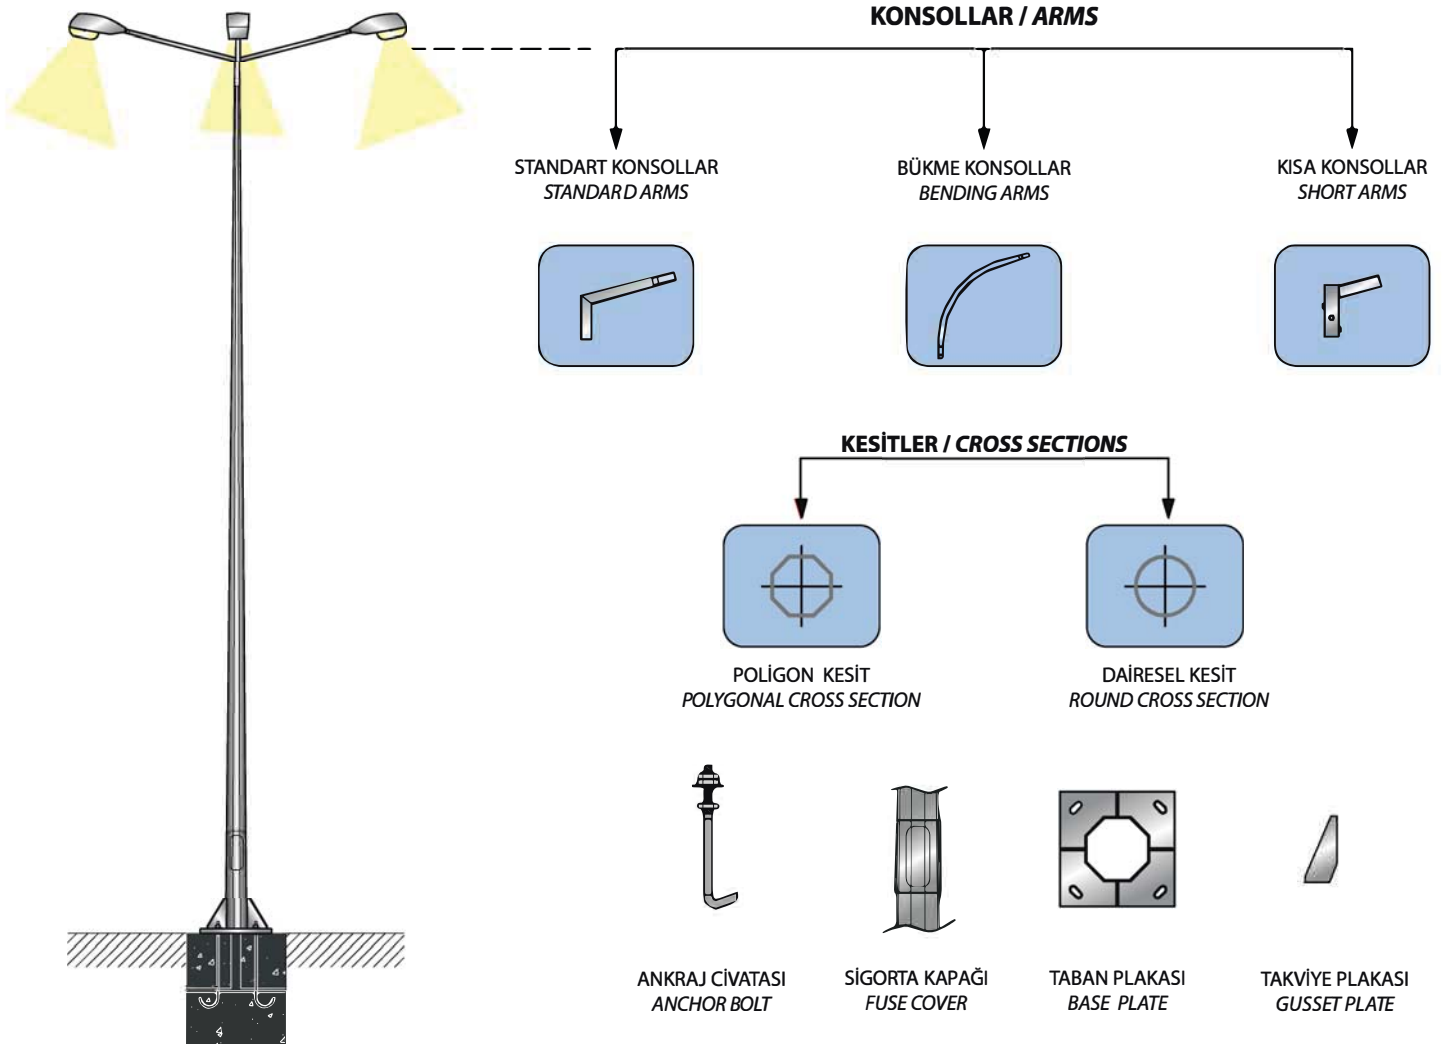 KONSOLLAR / ARMS
STANDART KONSOLLAR
STANDARD ARMS
BÜKME KONSOLLAR
BENDING ARMS
KISA KONSOLLAR
SHORT ARMS
KESİTLER / CROSS SECTIONS
POLİGON KESİT
POLYGONAL CROSS SECTION
DAİRESEL KESİT
ROUND CROSS SECTION
ANKRAJ CİVATASI
ANCHOR BOLT
SİGORTA KAPAĞI
FUSE COVER
TABAN PLAKASI
BASE PLATE
TAKVİYE PLAKASI
GUSSET PLATE